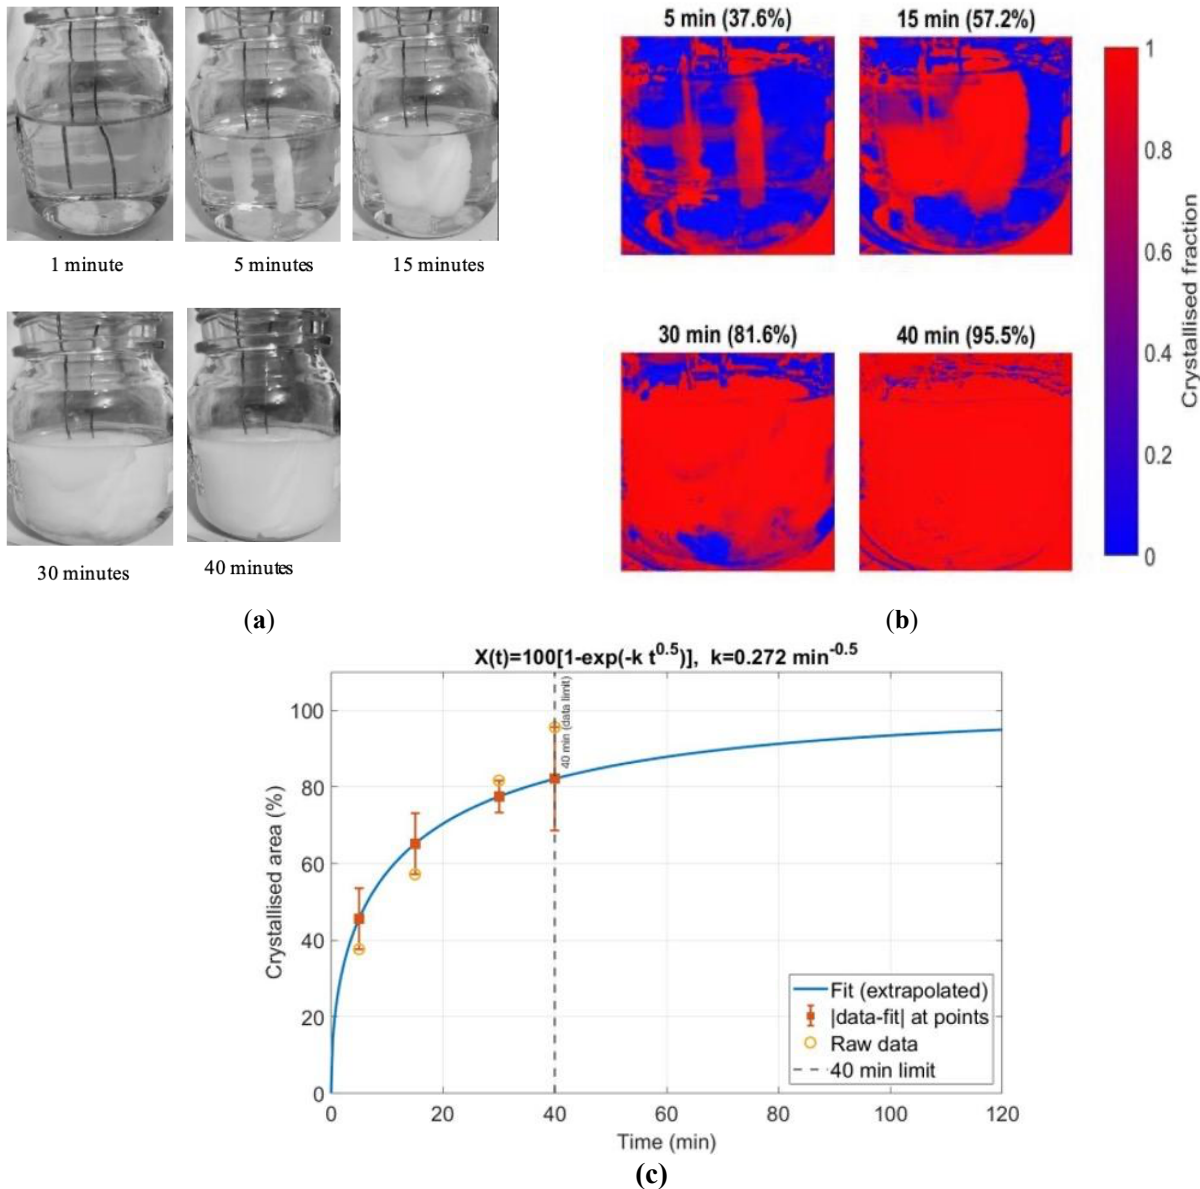 1 minute
5 minutes
15 minutes
30 minutes
40 minutes
(a)
5 min (37.6%)
15 min (57.2%)
30 min (81.6%)
40 min (95.5%)
1
0.8
0.6
0.4
0.2
0
Crystallised fraction
(b)
X(t)=100[1-exp(-k t^0.5)], k=0.272 min^-0.5
100
80
60
40
20
0
Crystallised area (%)
40 min (data limit)
Fit (extrapolated)
|data-fit| at points
Raw data
40 min limit
0 20 40 60 80 100 120
Time (min)
(c)